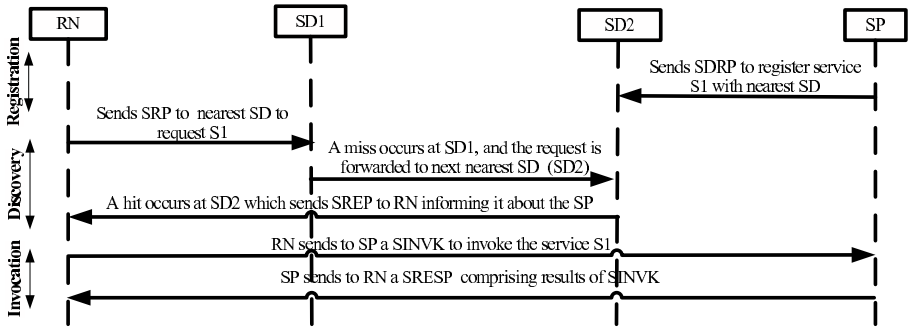 RN
SD1
SD2
SP
Registration
Sends SDRP to register service
S1 with nearest SD
Sends SRP to nearest SD to
request S1
Discovery
A miss occurs at SD1, and the request is
forwarded to next nearest SD (SD2)
A hit occurs at SD2 which sends SREP to RN informing it about the SP
Invocation
RN sends to SP a SINVK to invoke the service S1
SP sends to RN a SRESP comprising results of SINVK